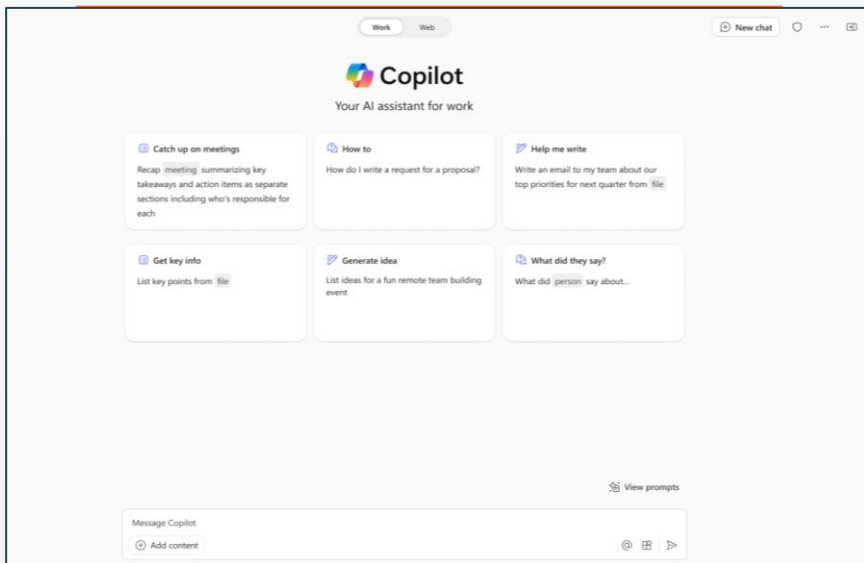 Work Web
New chat
Copilot
Your AI assistant for work
Catch up on meetings
Recap meeting summarizing key
takeaways and action items as separate
sections including who's responsible for
each
How to
How do I write a request for a proposal?
Help me write
Write an email to my team about our
top priorities for next quarter from file
Get key info
List key points from file
Generate idea
List ideas for a fun remote team building
event
What did they say?
What did person say about...
View prompts
Message Copilot
Add content